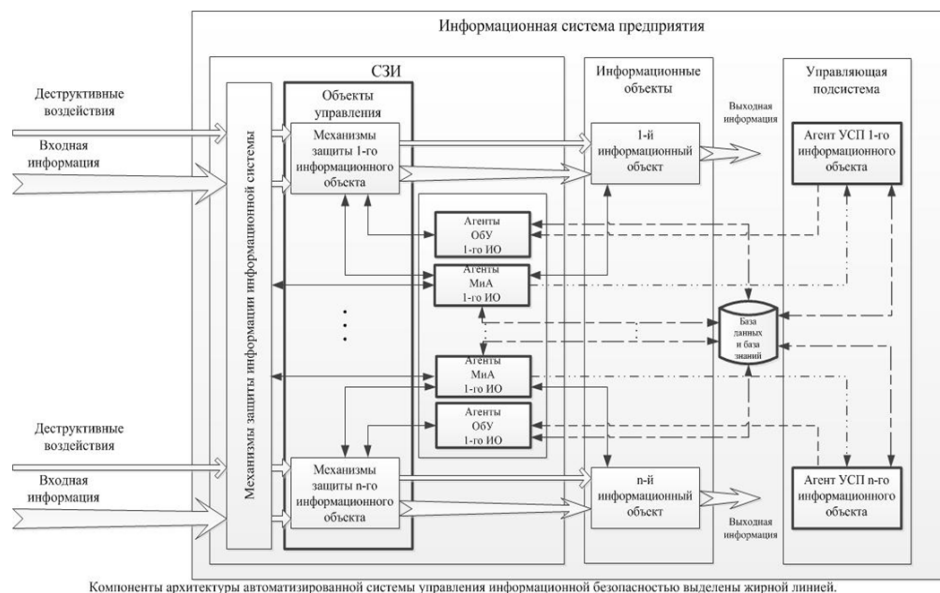 Информационная система предприятия
СЗИ
Информационные
объекты
Управляющая
подсистема
Деструктивные
воздействия
Входная
информация
Механизмы защиты информации информационной системы
Объекты
управления
Механизмы
защиты 1-го
информационного
объекта
1-й
информационный
объект
Выходная
информация
Агент УСП 1-го
информационного
объекта
Агенты
ОбУ
1-го ИО
Агенты
МиА
1-го ИО
База
данных
и база
знаний
Агенты
МиА
1-го ИО
Агенты
ОбУ
1-го ИО
Деструктивные
воздействия
Входная
информация
Механизмы
защиты n-го
информационного
объекта
n-й
информационный
объект
Выходная
информация
Агент УСП n-го
информационного
объекта
Компоненты архитектуры автоматизированной системы управления информационной безопасностью выделены жирной линией.